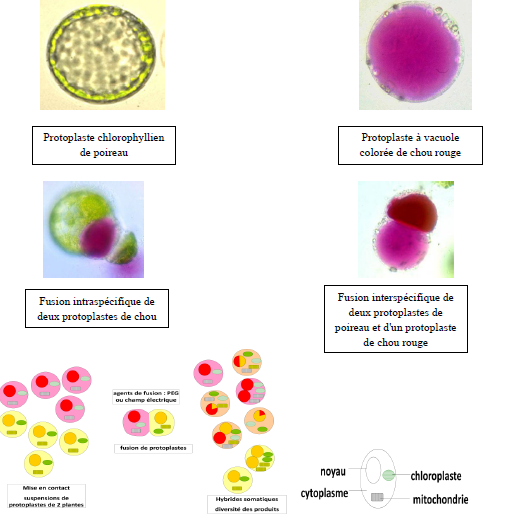 Protoplaste chlorophyllien
de poireau
Protoplaste à vacuole
colorée de chou rouge
Fusion intraspécifique de
deux protoplastes de chou
Fusion interspécifique de
deux protoplastes de
poireau et d'un protoplaste
de chou rouge
agents de fusion : PEG
ou champ électrique
fusion de protoplastes
Mise en contact
suspensions de
protoplastes de 2 plantes
Hybrides somatiques
diversité des produits
noyau
chloroplaste
cytoplasme
mitochondrie